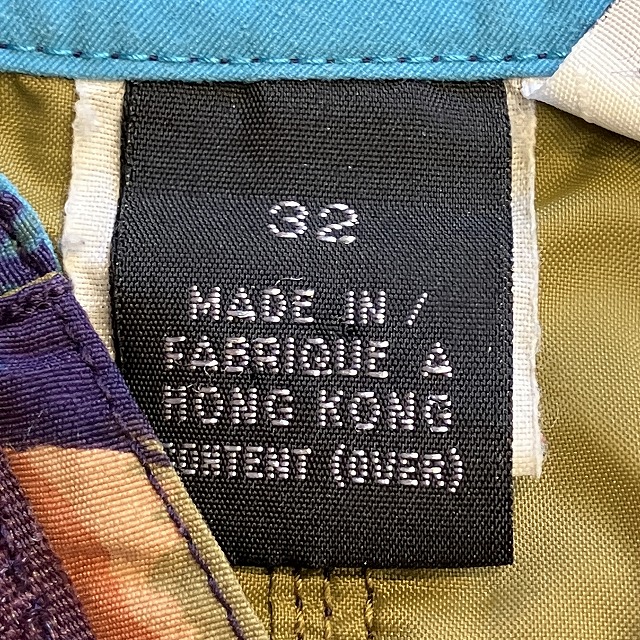 32
MADE IN /
FABRIQUE A
HONG KONG
CONTENT (OVER)